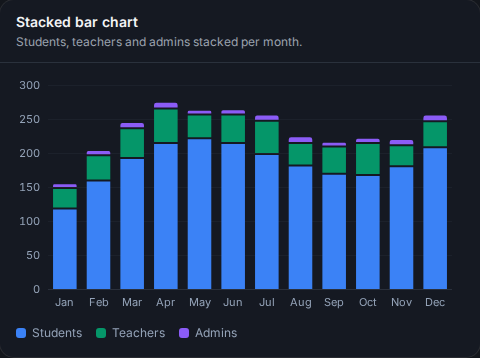 Stacked bar chart
Students, teachers and admins stacked per month.
300
250
200
150
100
50
0
Jan Feb Mar Apr May Jun Jul Aug Sep Oct Nov Dec
Students Teachers Admins